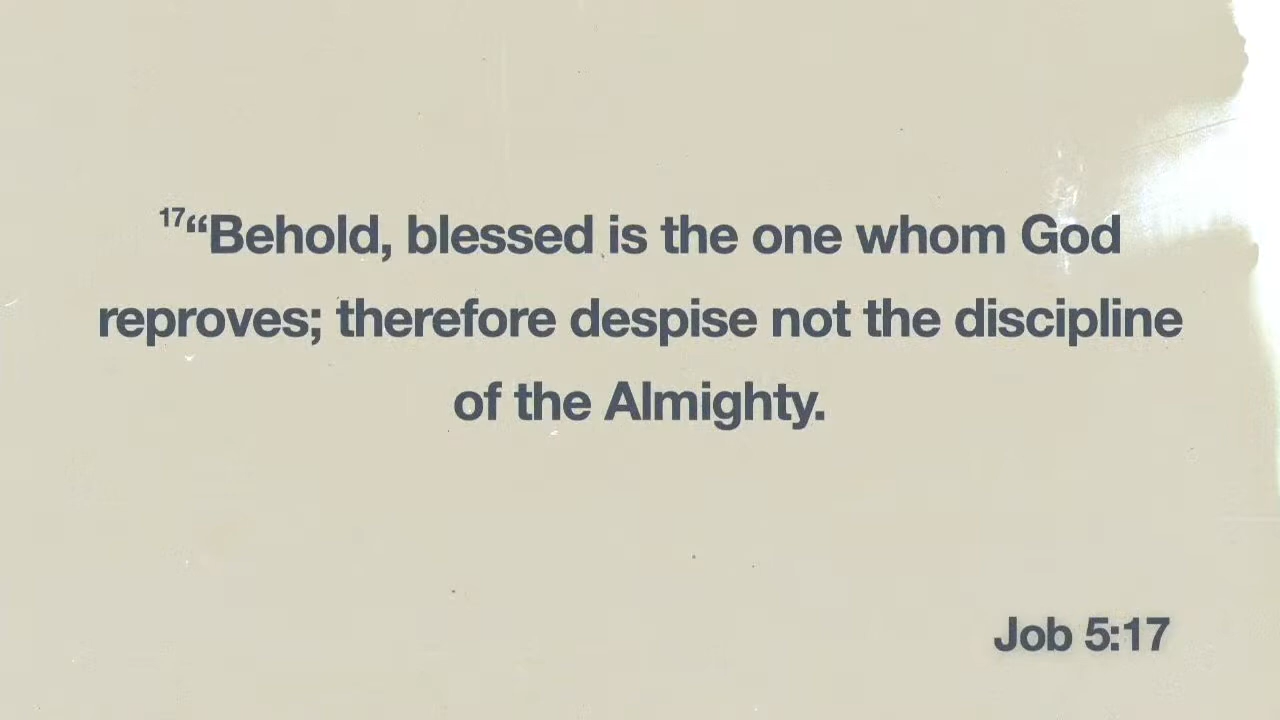 17“Behold, blessed is the one whom God
reproves; therefore despise not the discipline
of the Almighty.
Job 5:17